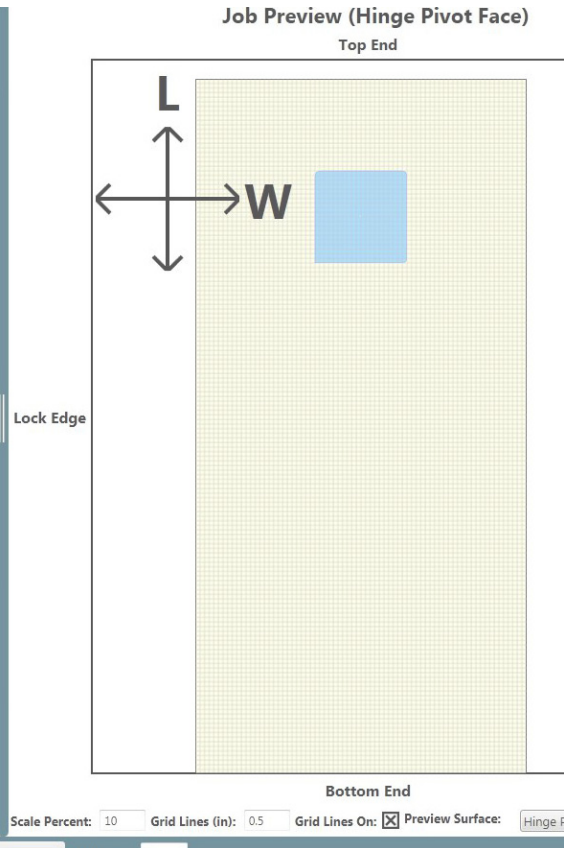 Job Preview (Hinge Pivot Face)
Top End
L
W
Lock Edge
Bottom End
Scale Percent: 10 Grid Lines (in): 0.5 Grid Lines On: Preview Surface: Hinge